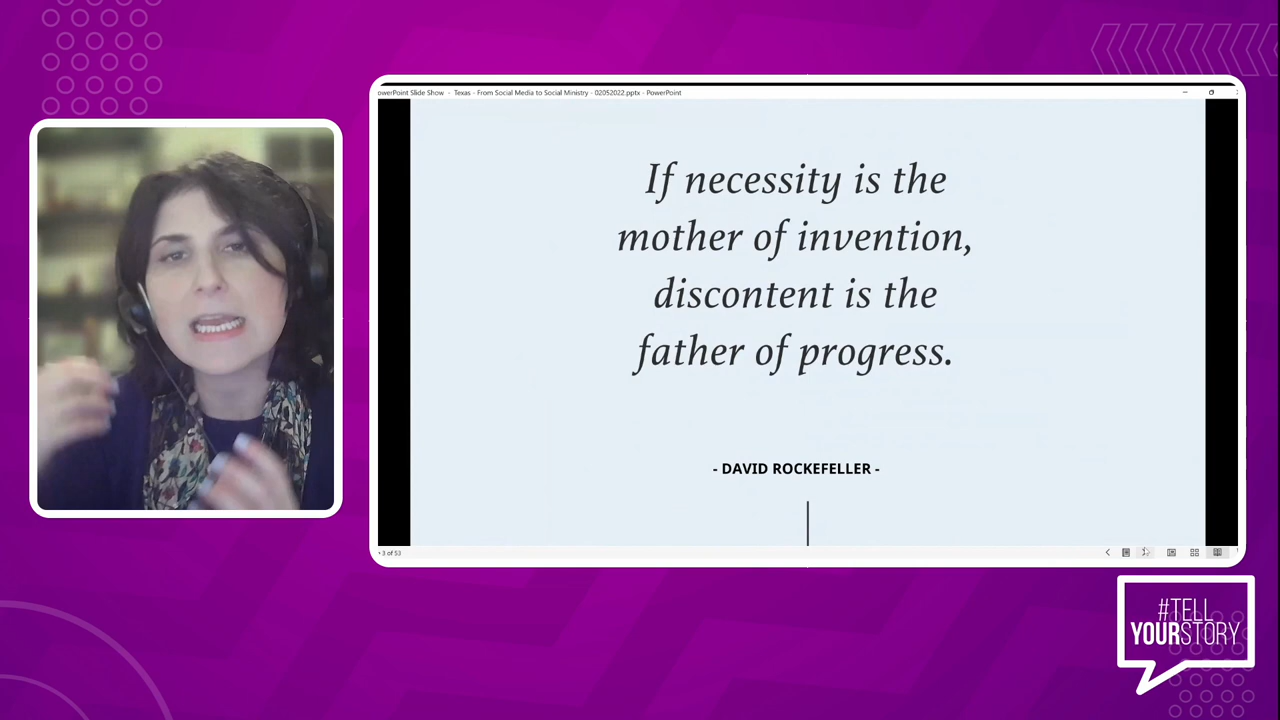 owerPoint Slide Show - Texas - From Social Media to Social Ministry - 02052022.pptx - PowerPoint
If necessity is the
mother of invention,
discontent is the
father of progress.
- DAVID ROCKEFELLER -
3 of 53
#TELL
YOURSTORY